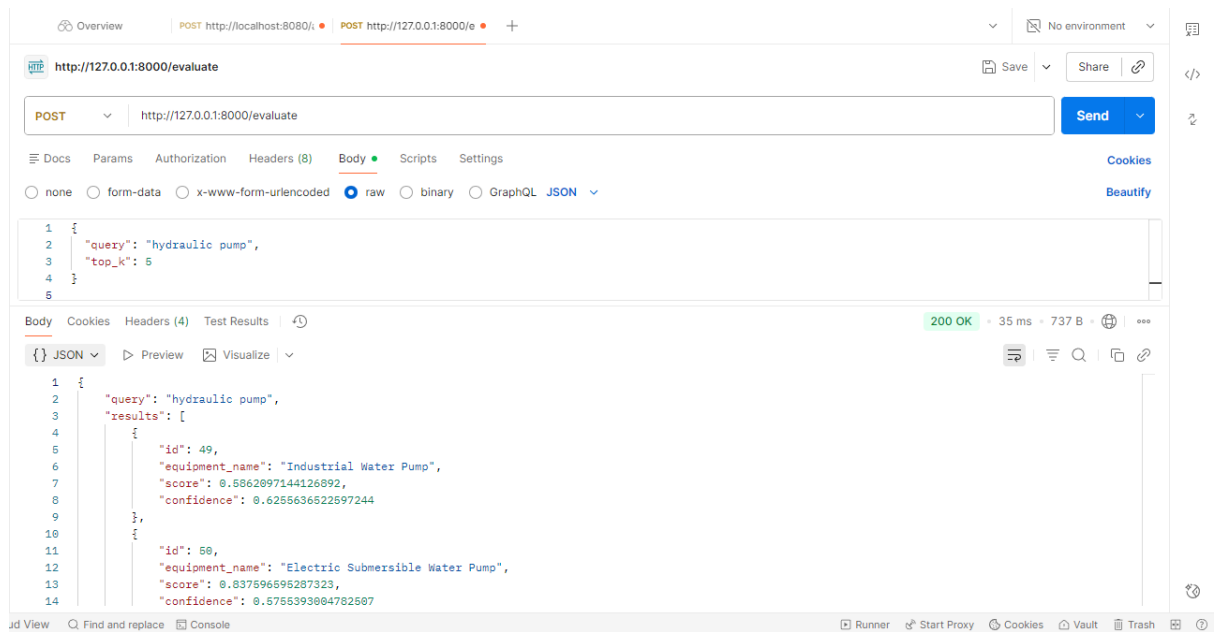 Overview POST http://localhost:8080/a POST http://127.0.0.1:8000/e No environment
HTTP http://127.0.0.1:8000/evaluate Save Share
POST http://127.0.0.1:8000/evaluate Send
Docs Params Authorization Headers (8) Body Scripts Settings Cookies
none form-data x-www-form-urlencoded raw binary GraphQL JSON Beautify
1 {
2 "query": "hydraulic pump",
3 "top_k": 5
4 }
5
Body Cookies Headers (4) Test Results 200 OK 35 ms 737 B
{} JSON Preview Visualize
1 {
2 "query": "hydraulic pump",
3 "results": [
4 {
5 "id": 49,
6 "equipment_name": "Industrial Water Pump",
7 "score": 0.5862097144126892,
8 "confidence": 0.6255636522597244
9 },
10 {
11 "id": 50,
12 "equipment_name": "Electric Submersible Water Pump",
13 "score": 0.837596595287323,
14 "confidence": 0.5755393004782507
ud View Find and replace Console Runner Start Proxy Cookies Vault Trash